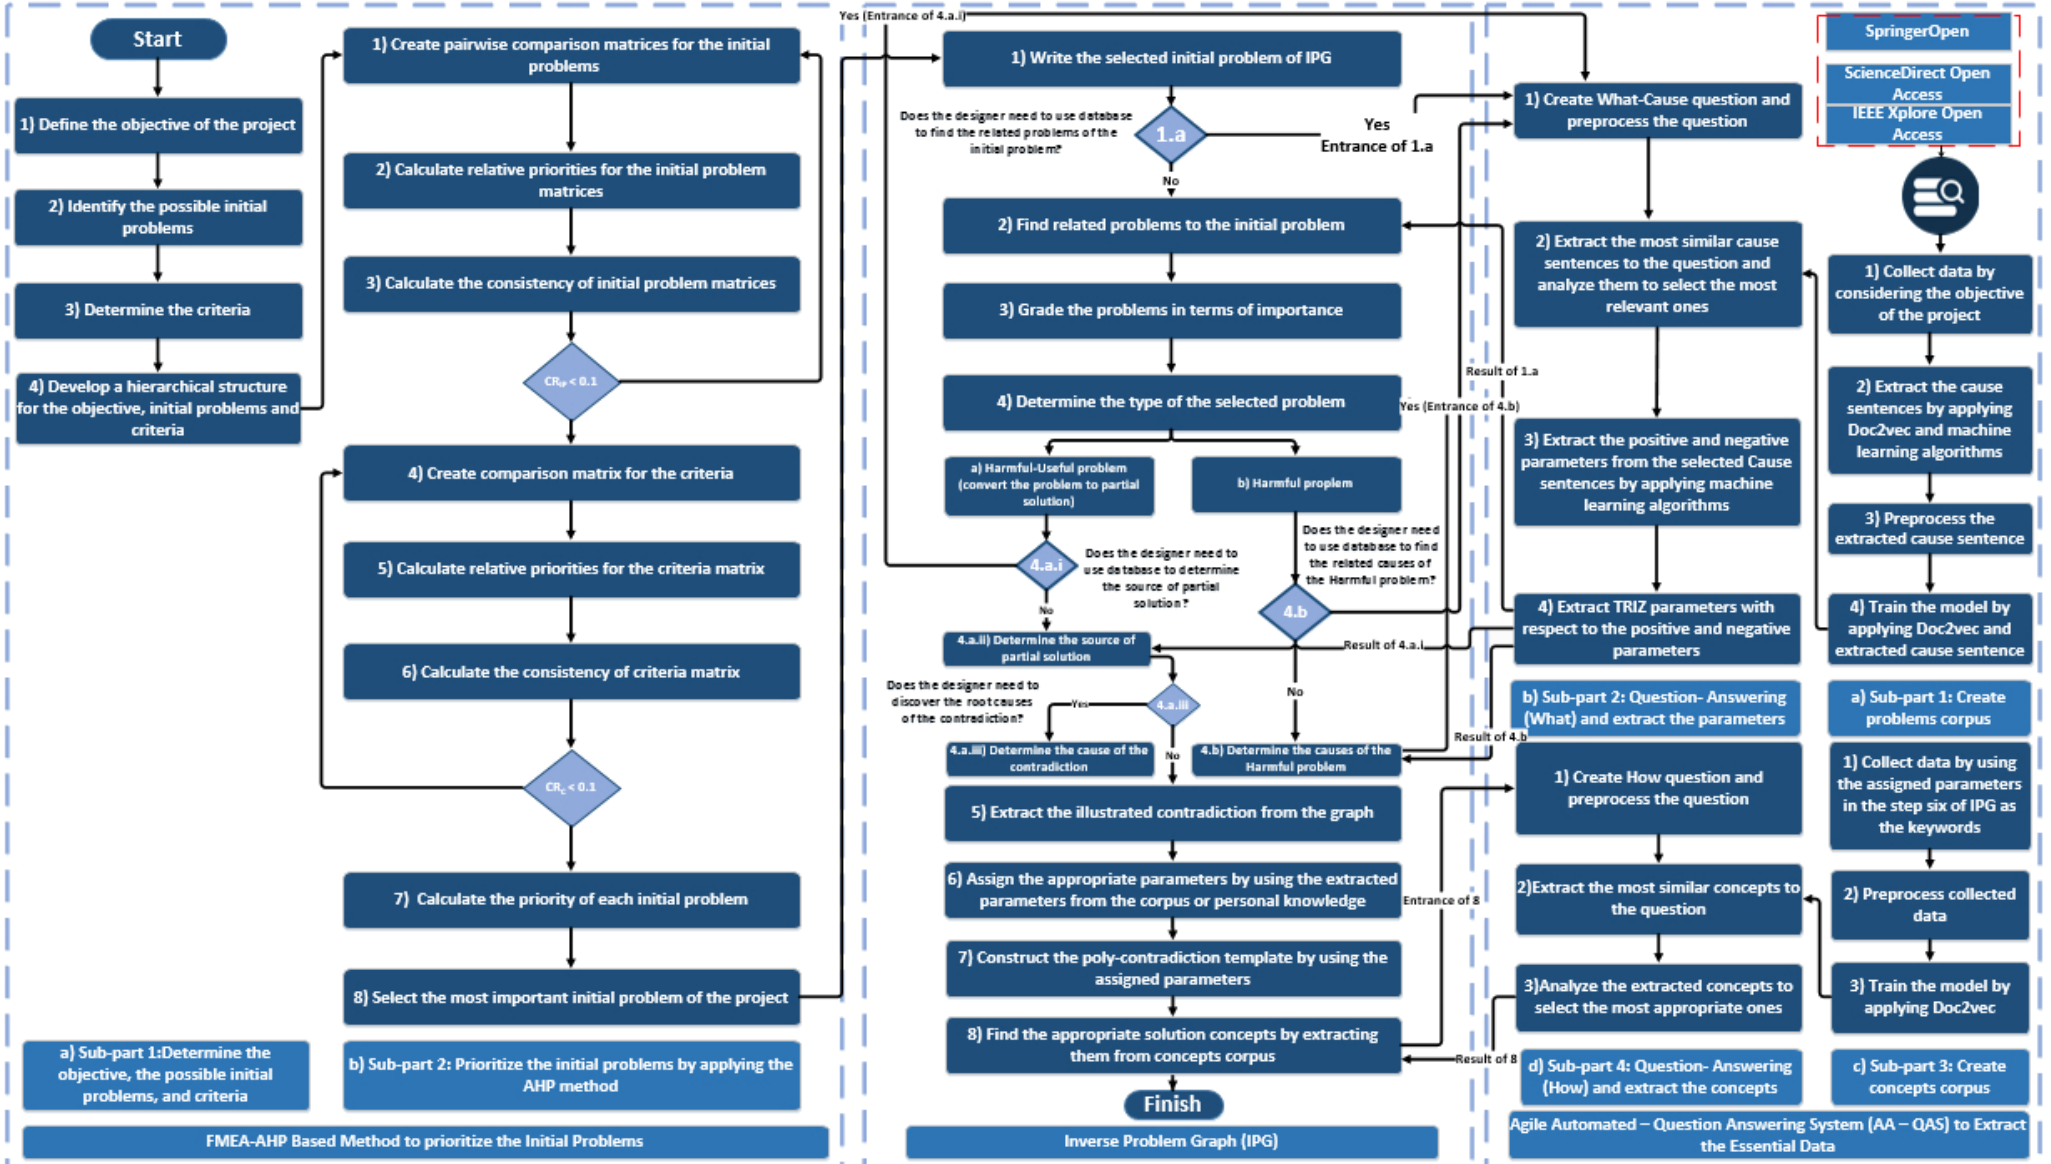 Start
1) Define the objective of the project
2) Identify the possible initial
problems
3) Determine the criteria
4) Develop a hierarchical structure
for the objective, initial problems and
criteria
a) Sub-part 1:Determine the
objective, the possible initial
problems, and criteria
1) Create pairwise comparison matrices for the initial
problems
2) Calculate relative priorities for the initial problem
matrices
3) Calculate the consistency of initial problem matrices
CRIP < 0.1
4) Create comparison matrix for the criteria
5) Calculate relative priorities for the criteria matrix
6) Calculate the consistency of criteria matrix
CRC < 0.1
7) Calculate the priority of each initial problem
8) Select the most important initial problem of the project
b) Sub-part 2: Prioritize the initial problems by applying the
AHP method
FMEA-AHP Based Method to prioritize the Initial Problems
Yes (Entrance of 4.a.i)
1) Write the selected initial problem of IPG
Does the designer need to use database
to find the related problems of the
initial problem?
1.a
Yes
Entrance of 1.a
No
2) Find related problems to the initial problem
3) Grade the problems in terms of importance
Result of 1.a
4) Determine the type of the selected problem
Yes (Entrance of 4.b)
a) Harmful-Useful problem
(convert the problem to partial
solution)
b) Harmful proplem
4.a.i
Does the designer need to
use database to determine
the source of partial
solution?
Does the designer need
to use database to find
the related causes of
the Harmful problem?
4.b
No
4.a.ii) Determine the source of
partial solution
Result of 4.a.i
Does the designer need to
discover the root causes
of the contradiction?
Yes
4.a.iii
No
No
4.a.iii) Determine the cause of the
contradiction
4.b) Determine the causes of the
Harmful problem
Result of 4.b
5) Extract the illustrated contradiction from the graph
6) Assign the appropriate parameters by using the extracted
parameters from the corpus or personal knowledge
Entrance of 8
7) Construct the poly-contradiction template by using the
assigned parameters
8) Find the appropriate solution concepts by extracting
them from concepts corpus
Result of 8
Finish
Inverse Problem Graph (IPG)
SpringerOpen
ScienceDirect Open
Access
IEEE Xplore Open
Access
1) Create What-Cause question and
preprocess the question
2) Extract the most similar cause
sentences to the question and
analyze them to select the most
relevant ones
3) Extract the positive and negative
parameters from the selected Cause
sentences by applying machine
learning algorithms
4) Extract TRIZ parameters with
respect to the positive and negative
parameters
b) Sub-part 2: Question- Answering
(What) and extract the parameters
1) Collect data by
considering the objective
of the project
2) Extract the cause
sentences by applying
Doc2vec and machine
learning algorithms
3) Preprocess the
extracted cause sentence
4) Train the model by
applying Doc2vec and
extracted cause sentence
a) Sub-part 1: Create
problems corpus
1) Create How question and
preprocess the question
2)Extract the most similar concepts to
the question
3)Analyze the extracted concepts to
select the most appropriate ones
d) Sub-part 4: Question- Answering
(How) and extract the concepts
1) Collect data by using
the assigned parameters
in the step six of IPG as
the keywords
2) Preprocess collected
data
3) Train the model by
applying Doc2vec
c) Sub-part 3: Create
concepts corpus
Agile Automated – Question Answering System (AA – QAS) to Extract
the Essential Data